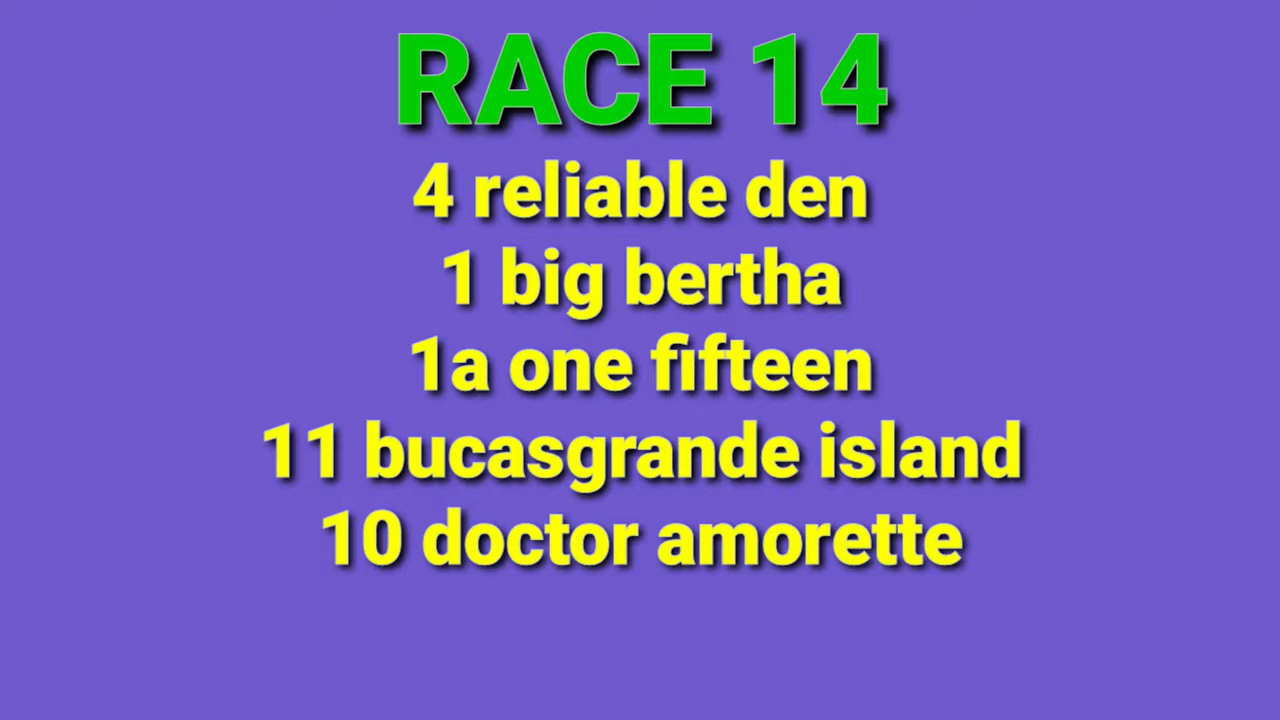 RACE 14
4 reliable den
1 big bertha
1a one fifteen
11 bucasgrande island
10 doctor amorette